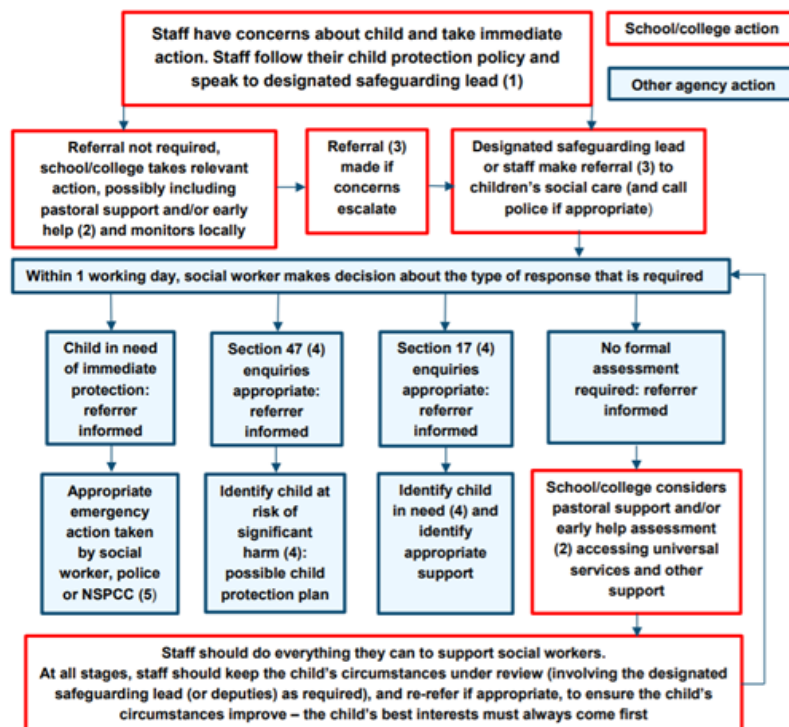 Staff have concerns about child and take immediate
action. Staff follow their child protection policy and
speak to designated safeguarding lead (1)
School/college action
Other agency action
Referral not required,
school/college takes relevant
action, possibly including
pastoral support and/or early
help (2) and monitors locally
Referral (3)
made if
concerns
escalate
Designated safeguarding lead
or staff make referral (3) to
children's social care (and call
police if appropriate)
Within 1 working day, social worker makes decision about the type of response that is required
Child in need
of immediate
protection:
referrer
informed
Section 47 (4)
enquiries
appropriate:
referrer
informed
Section 17 (4)
enquiries
appropriate:
referrer
informed
No formal
assessment
required: referrer
informed
Appropriate
emergency
action taken
by social
worker, police
or NSPCC (5)
Identify child at
risk of
significant
harm (4):
possible child
protection plan
Identify child
in need (4) and
identify
appropriate
support
School/college considers
pastoral support and/or
early help assessment
(2) accessing universal
services and other
support
Staff should do everything they can to support social workers.
At all stages, staff should keep the child's circumstances under review (involving the designated
safeguarding lead (or deputies) as required), and re-refer if appropriate, to ensure the child's
circumstances improve – the child's best interests must always come first